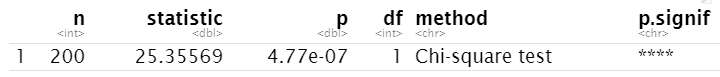 n statistic p df method p.signif
<int> <dbl> <dbl> <int> <chr> <chr>
1 200 25.35569 4.77e-07 1 Chi-square test ****